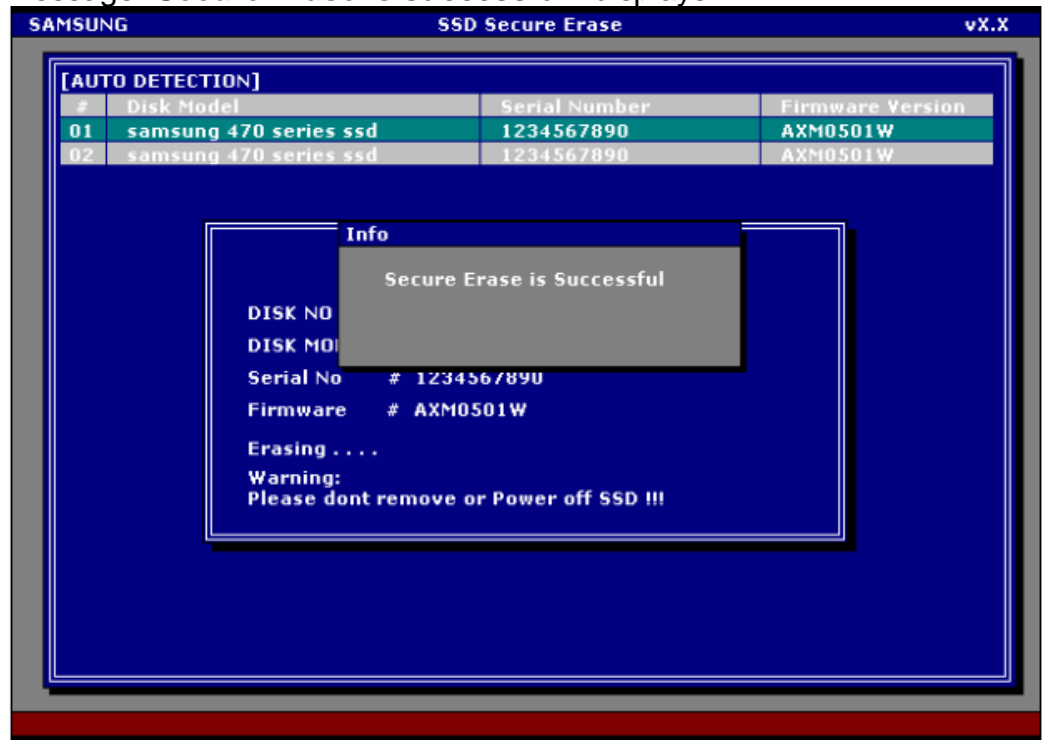 SAMSUNG SSD Secure Erase vX.X
[AUTO DETECTION]
# Disk Model Serial Number Firmware Version
01 samsung 470 series ssd 1234567890 AXM0501W
02 samsung 470 series ssd 1234567890 AXM0501W
Info
Secure Erase is Successful
DISK NO
DISK MO
Serial No # 1234567890
Firmware # AXM0501W
Erasing . . . .
Warning:
Please dont remove or Power off SSD !!!